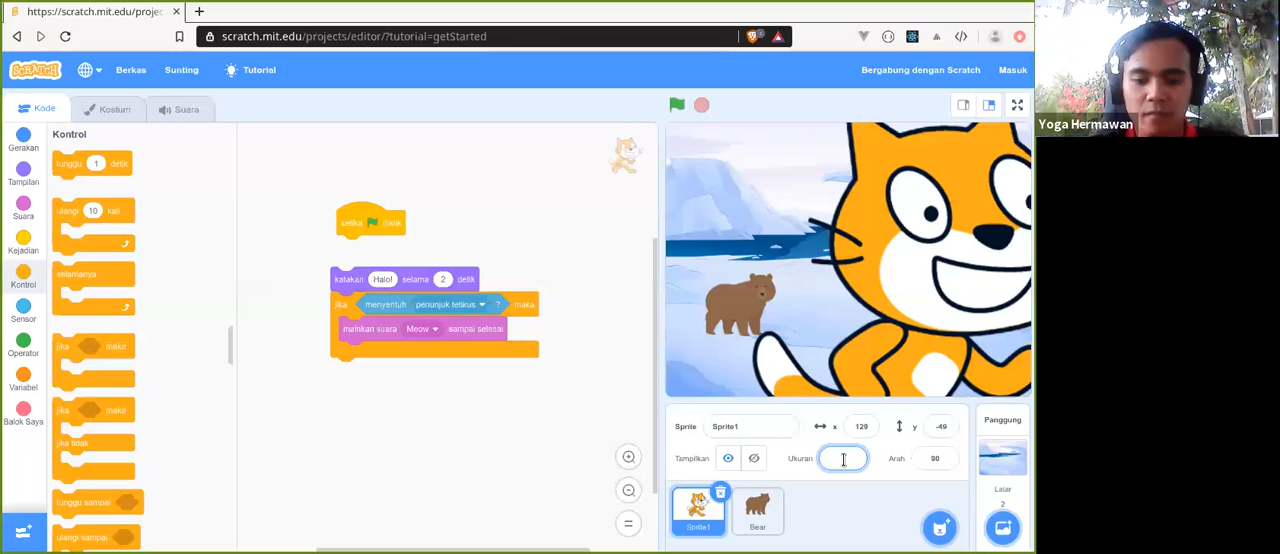 https://scratch.mit.edu/projec
scratch.mit.edu/projects/editor/?tutorial=getStarted
SCRATCH
Berkas
Sunting
Tutorial
Bergabung dengan Scratch
Masuk
Kode
Kostum
Suara
Gerakan
Tampilan
Suara
Kejadian
Kontrol
Sensor
Operator
Variabel
Balok Saya
Kontrol
tunggu 1 detik
ulangi 10 kali
selamanya
jika maka
jika maka
jika tidak
tunggu sampai
ulangi sampai
ketika diklik
katakan Halo! selama 2 detik
jika menyentuh penunjuk tetikus ? maka
mainkan suara Meow sampai selesai
Sprite Sprite1 x 129 y -49
Tampilkan Ukuran Arah 90
Sprite1
Bear
Panggung
Latar
2
Yoga Hermawan